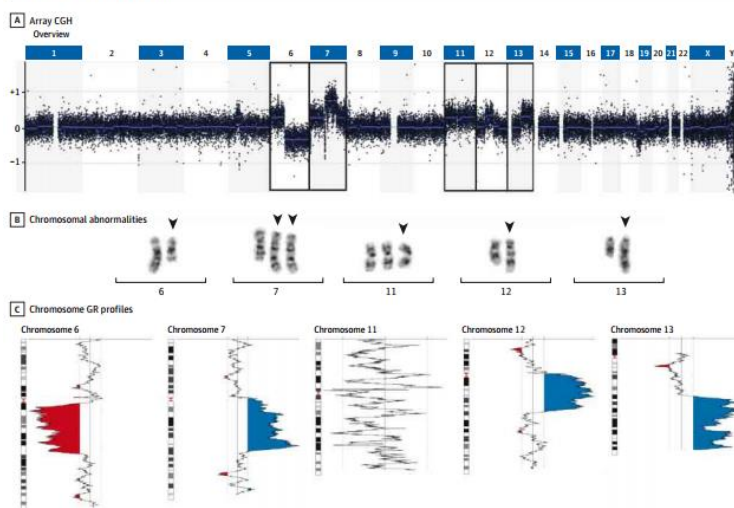 A Array CGH
Overview
1 2 3 4 5 6 7 8 9 10 11 12 13 14 15 16 17 18 19 20 21 22 X Y
+1
0
−1
B Chromosomal abnormalities
6 7 11 12 13
C Chromosome GR profiles
Chromosome 6 Chromosome 7 Chromosome 11 Chromosome 12 Chromosome 13